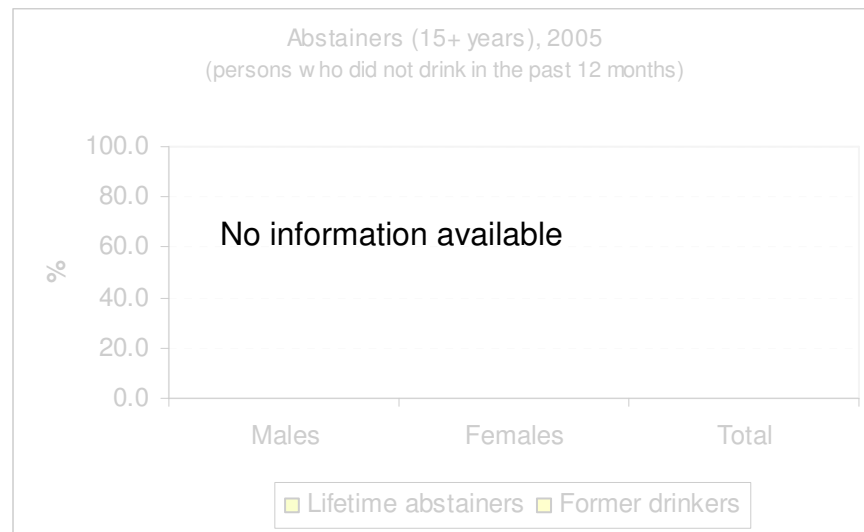 Abstainers (15+ years), 2005
(persons who did not drink in the past 12 months)
100.0
80.0
No information available
60.0
%
40.0
20.0
0.0
Males Females Total
Lifetime abstainers Former drinkers